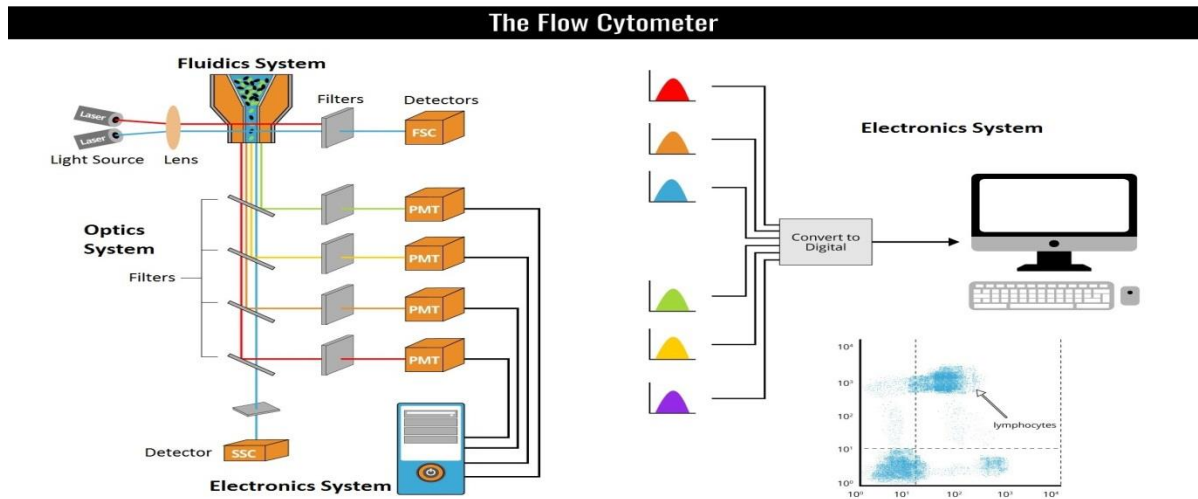 The Flow Cytometer
Fluidics System
Laser
Laser
Light Source
Lens
Filters
Detectors
FSC
Optics
System
Filters
PMT
PMT
PMT
PMT
Detector
SSC
Electronics System
Electronics System
Convert to
Digital
10⁴
10³
10²
10¹
10⁰
lymphocytes
10⁰ 10¹ 10² 10³ 10⁴